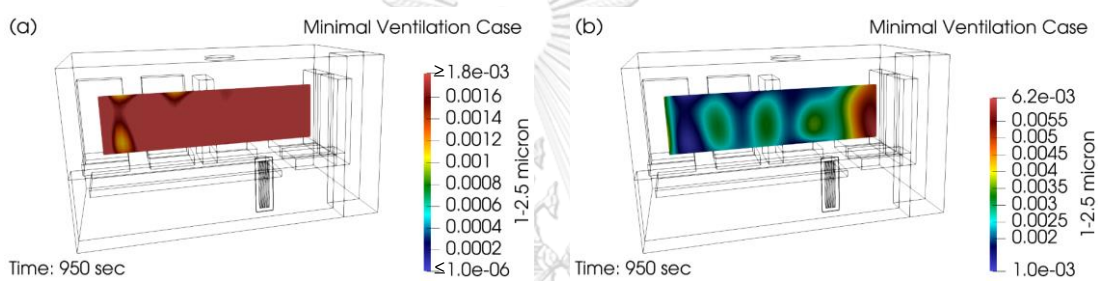 (a)
Minimal Ventilation Case
≥1.8e-03
0.0016
0.0014
0.0012
0.001
0.0008
0.0006
0.0004
0.0002
≤1.0e-06
1-2.5 micron
Time: 950 sec
(b)
Minimal Ventilation Case
6.2e-03
0.0055
0.005
0.0045
0.004
0.0035
0.003
0.0025
0.002
1.0e-03
1-2.5 micron
Time: 950 sec